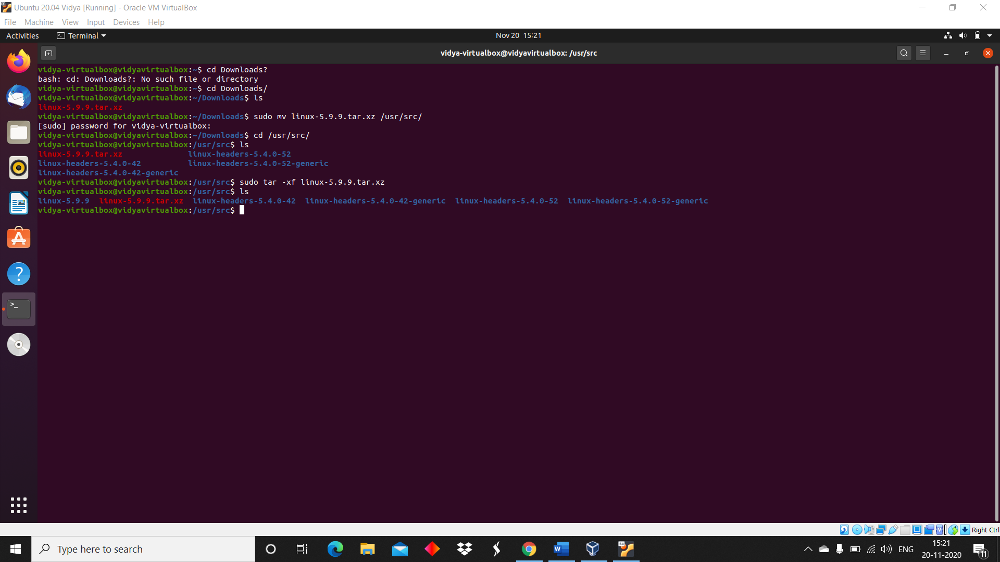 Ubuntu 20.04 Vidya [Running] - Oracle VM VirtualBox
File Machine View Input Devices Help
Activities Terminal Nov 20 15:21
vidya-virtualbox@vidyavirtualbox: /usr/src
vidya-virtualbox@vidyavirtualbox:~$ cd Downloads?
bash: cd: Downloads?: No such file or directory
vidya-virtualbox@vidyavirtualbox:~$ cd Downloads/
vidya-virtualbox@vidyavirtualbox:~/Downloads$ ls
linux-5.9.9.tar.xz
vidya-virtualbox@vidyavirtualbox:~/Downloads$ sudo mv linux-5.9.9.tar.xz /usr/src/
[sudo] password for vidya-virtualbox:
vidya-virtualbox@vidyavirtualbox:~/Downloads$ cd /usr/src/
vidya-virtualbox@vidyavirtualbox:/usr/src$ ls
linux-5.9.9.tar.xz linux-headers-5.4.0-52
linux-headers-5.4.0-42 linux-headers-5.4.0-52-generic
linux-headers-5.4.0-42-generic
vidya-virtualbox@vidyavirtualbox:/usr/src$ sudo tar -xf linux-5.9.9.tar.xz
vidya-virtualbox@vidyavirtualbox:/usr/src$ ls
linux-5.9.9 linux-5.9.9.tar.xz linux-headers-5.4.0-42 linux-headers-5.4.0-42-generic linux-headers-5.4.0-52 linux-headers-5.4.0-52-generic
vidya-virtualbox@vidyavirtualbox:/usr/src$
Right Ctrl
Type here to search
ENG
15:21
20-11-2020
11